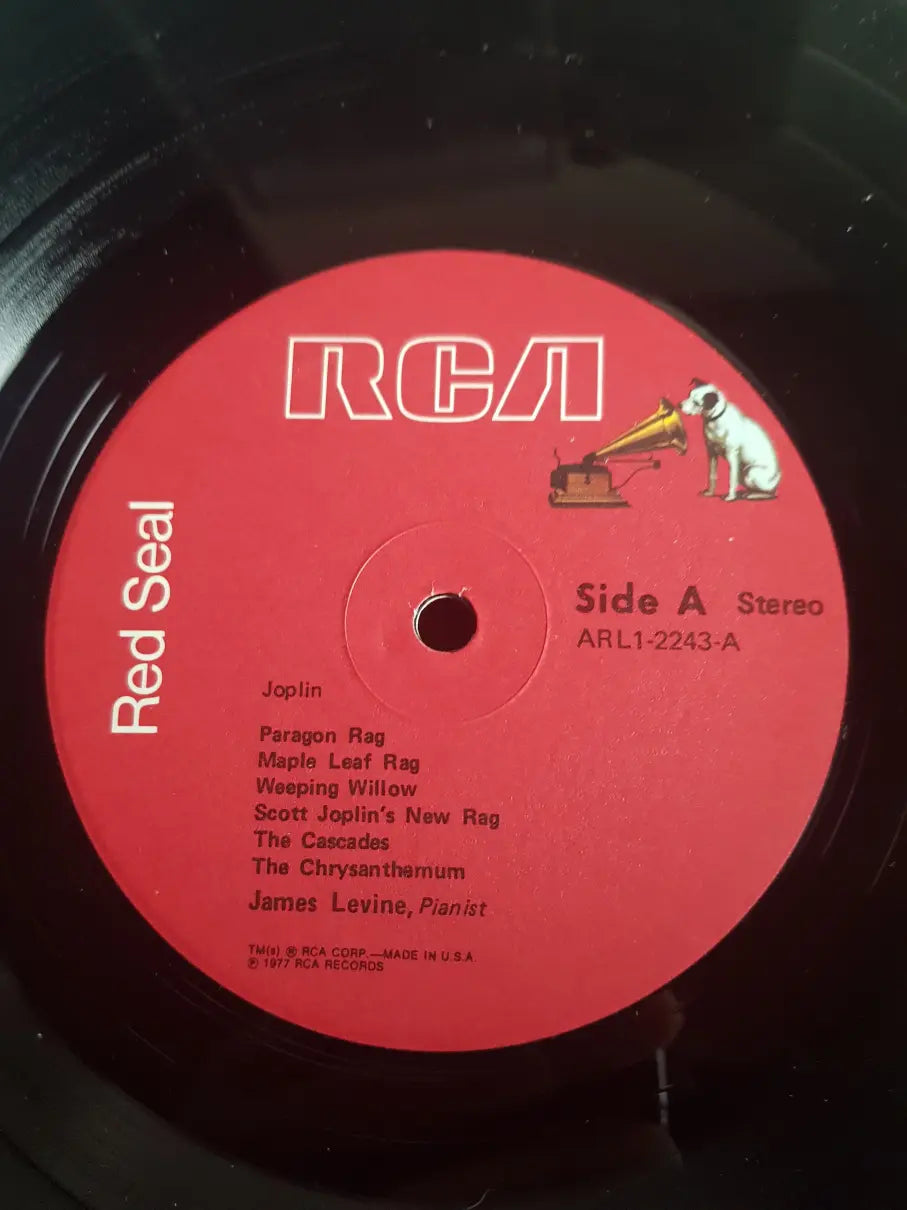 RCA
Red Seal
Side A Stereo
ARL1-2243-A
Joplin
Paragon Rag
Maple Leaf Rag
Weeping Willow
Scott Joplin's New Rag
The Cascades
The Chrysanthemum
James Levine, Pianist
TM(s) ® RCA CORP.—MADE IN U.S.A.
℗ 1977 RCA RECORDS